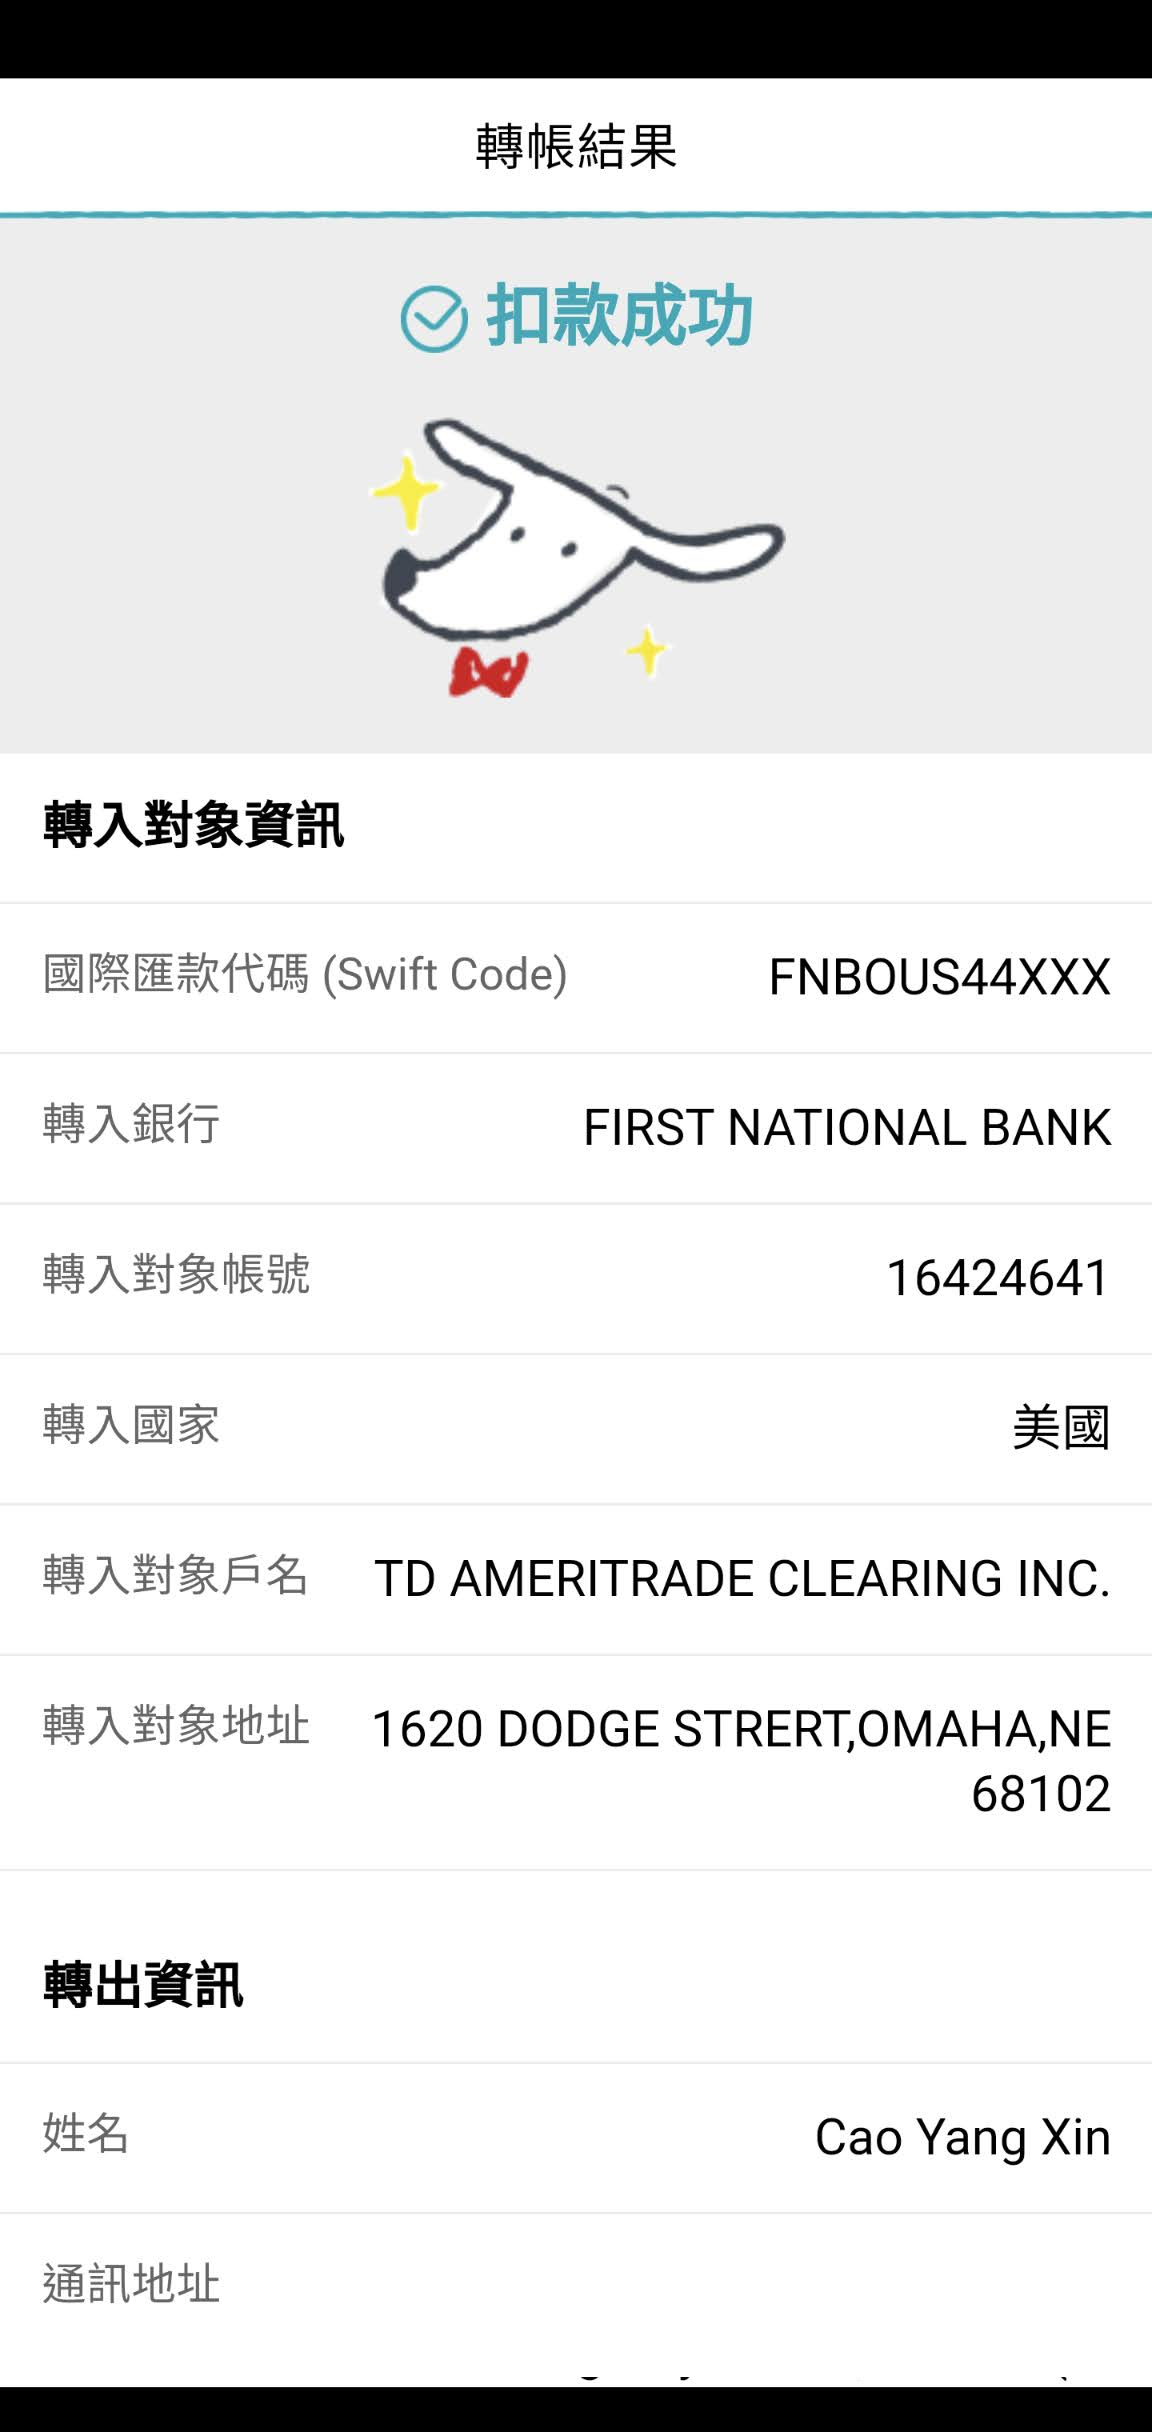 轉帳結果
扣款成功
轉入對象資訊
國際匯款代碼 (Swift Code) FNBOUS44XXX
轉入銀行 FIRST NATIONAL BANK
轉入對象帳號 16424641
轉入國家 美國
轉入對象戶名 TD AMERITRADE CLEARING INC.
轉入對象地址 1620 DODGE STRERT,OMAHA,NE
68102
轉出資訊
姓名 Cao Yang Xin
通訊地址